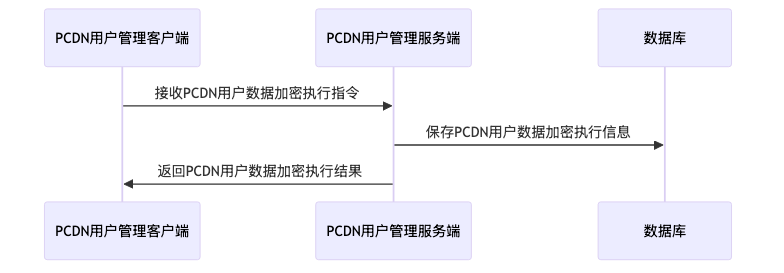 PCDN用户管理客户端
PCDN用户管理服务端
数据库
接收PCDN用户数据加密执行指令
保存PCDN用户数据加密执行信息
返回PCDN用户数据加密执行结果
PCDN用户管理客户端
PCDN用户管理服务端
数据库